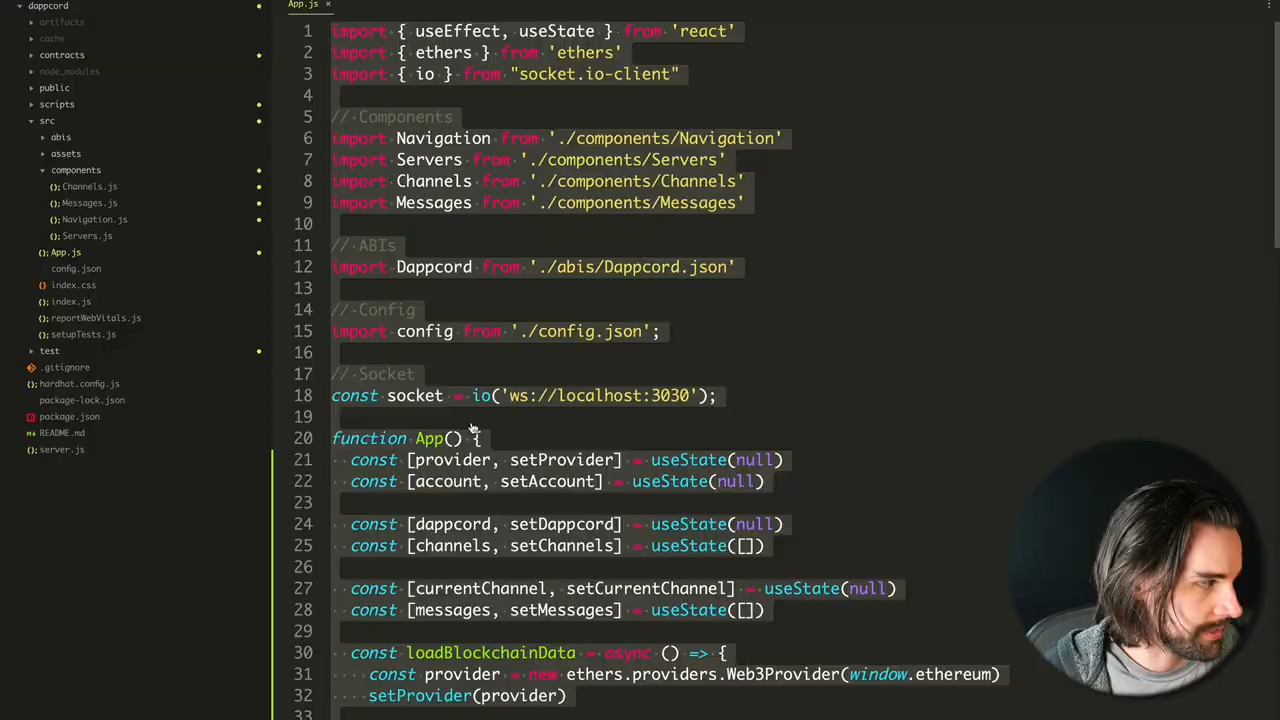 dappcord
artifacts
cache
contracts
node_modules
public
scripts
src
abis
assets
components
Channels.js
Messages.js
Navigation.js
Servers.js
App.js
config.json
index.css
index.js
reportWebVitals.js
setupTests.js
test
.gitignore
hardhat.config.js
package-lock.json
package.json
README.md
server.js
App.js ×
1 import { useEffect, useState } from 'react'
2 import { ethers } from 'ethers'
3 import { io } from "socket.io-client"
4
5 // Components
6 import Navigation from './components/Navigation'
7 import Servers from './components/Servers'
8 import Channels from './components/Channels'
9 import Messages from './components/Messages'
10
11 // ABIs
12 import Dappcord from './abis/Dappcord.json'
13
14 // Config
15 import config from './config.json';
16
17 // Socket
18 const socket = io('ws://localhost:3030');
19
20 function App() {
21 const [provider, setProvider] = useState(null)
22 const [account, setAccount] = useState(null)
23
24 const [dappcord, setDappcord] = useState(null)
25 const [channels, setChannels] = useState([])
26
27 const [currentChannel, setCurrentChannel] = useState(null)
28 const [messages, setMessages] = useState([])
29
30 const loadBlockchainData = async () => {
31 const provider = new ethers.providers.Web3Provider(window.ethereum)
32 setProvider(provider)
33